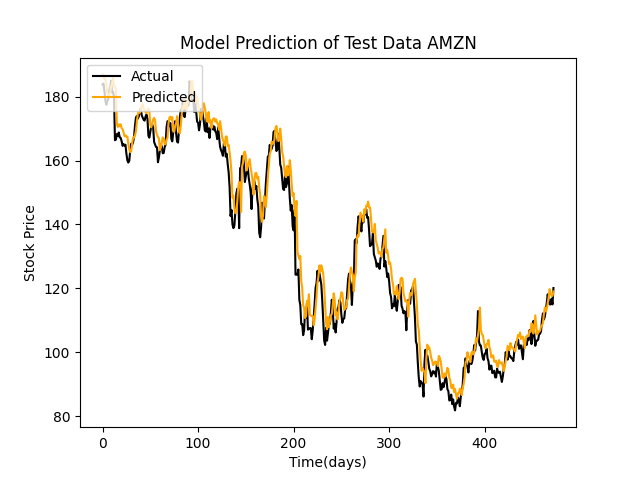 Model Prediction of Test Data AMZN
Actual
Predicted
180
160
140
120
100
80
Stock Price
0 100 200 300 400
Time(days)